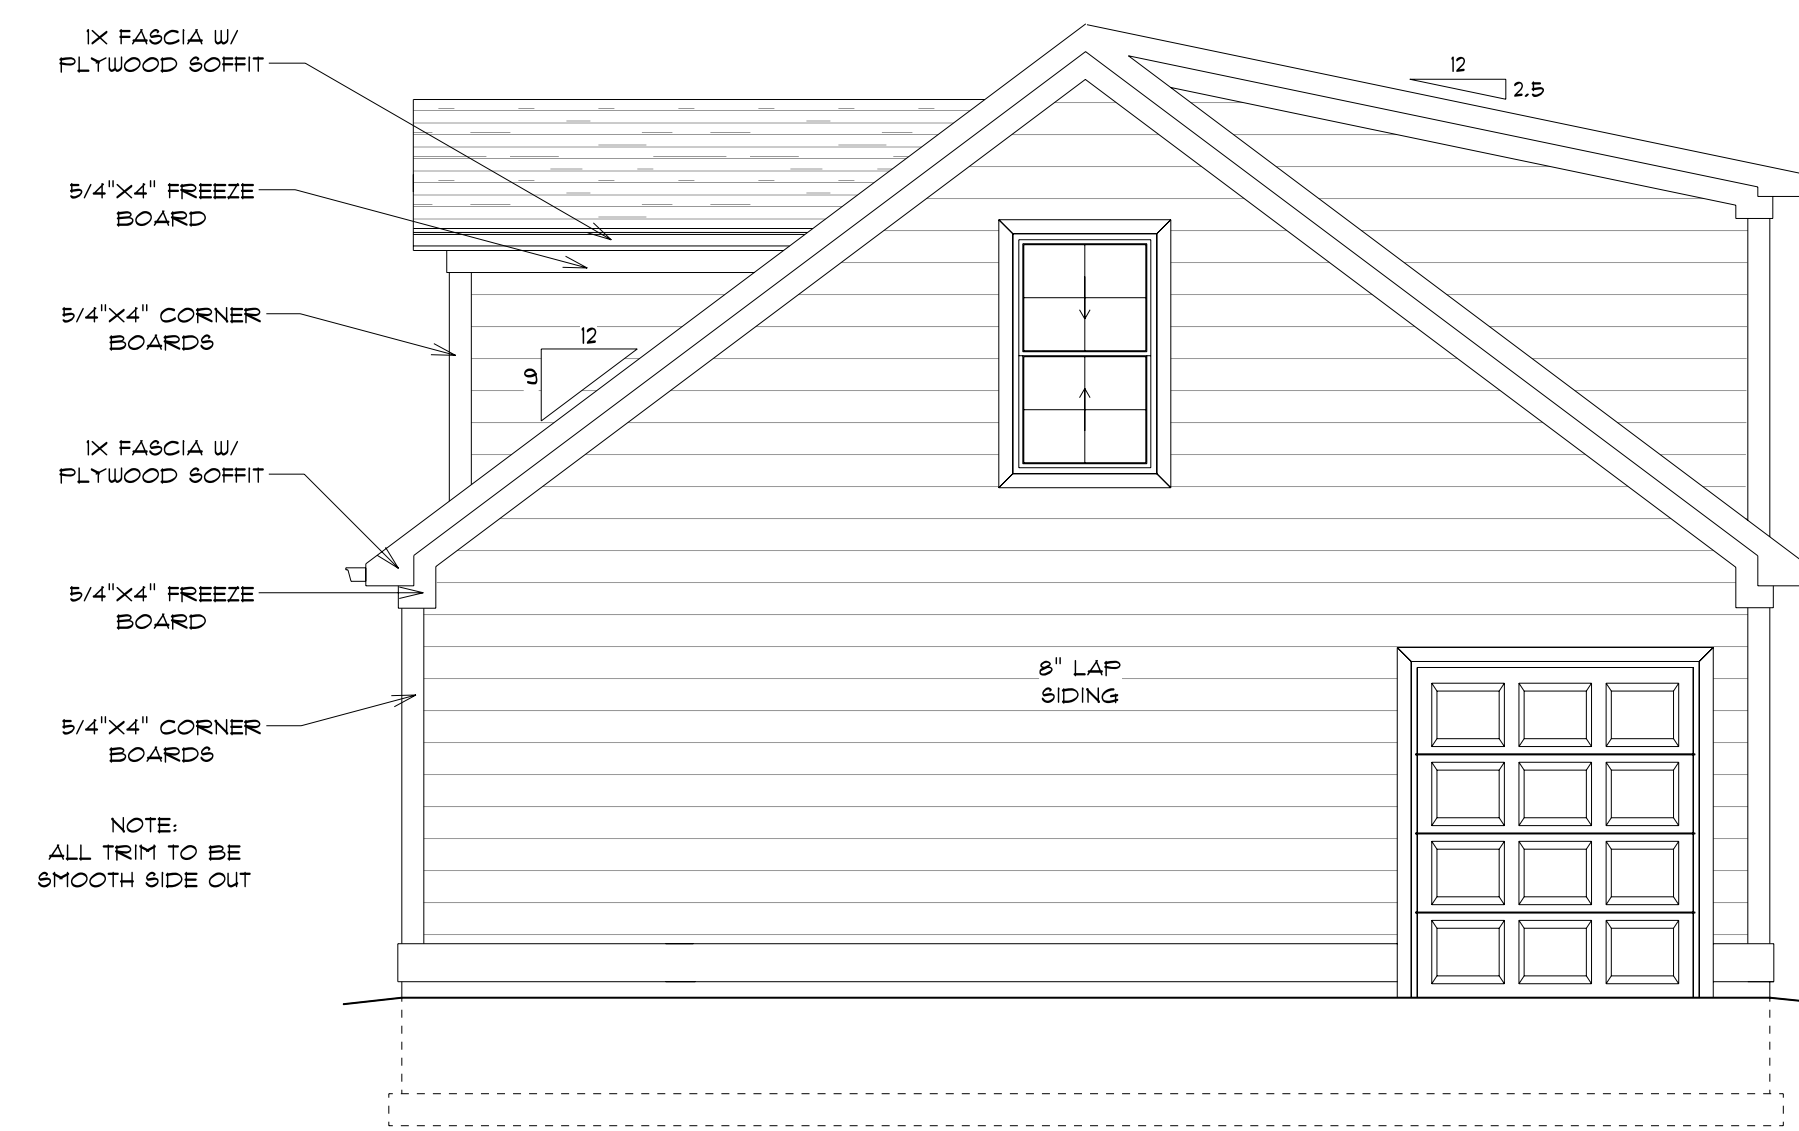 1X FASCIA W/
PLYWOOD SOFFIT
5/4"X4" FREEZE
BOARD
5/4"X4" CORNER
BOARDS
1X FASCIA W/
PLYWOOD SOFFIT
5/4"X4" FREEZE
BOARD
5/4"X4" CORNER
BOARDS
NOTE:
ALL TRIM TO BE
SMOOTH SIDE OUT
12
9
12
2.5
8" LAP
SIDING